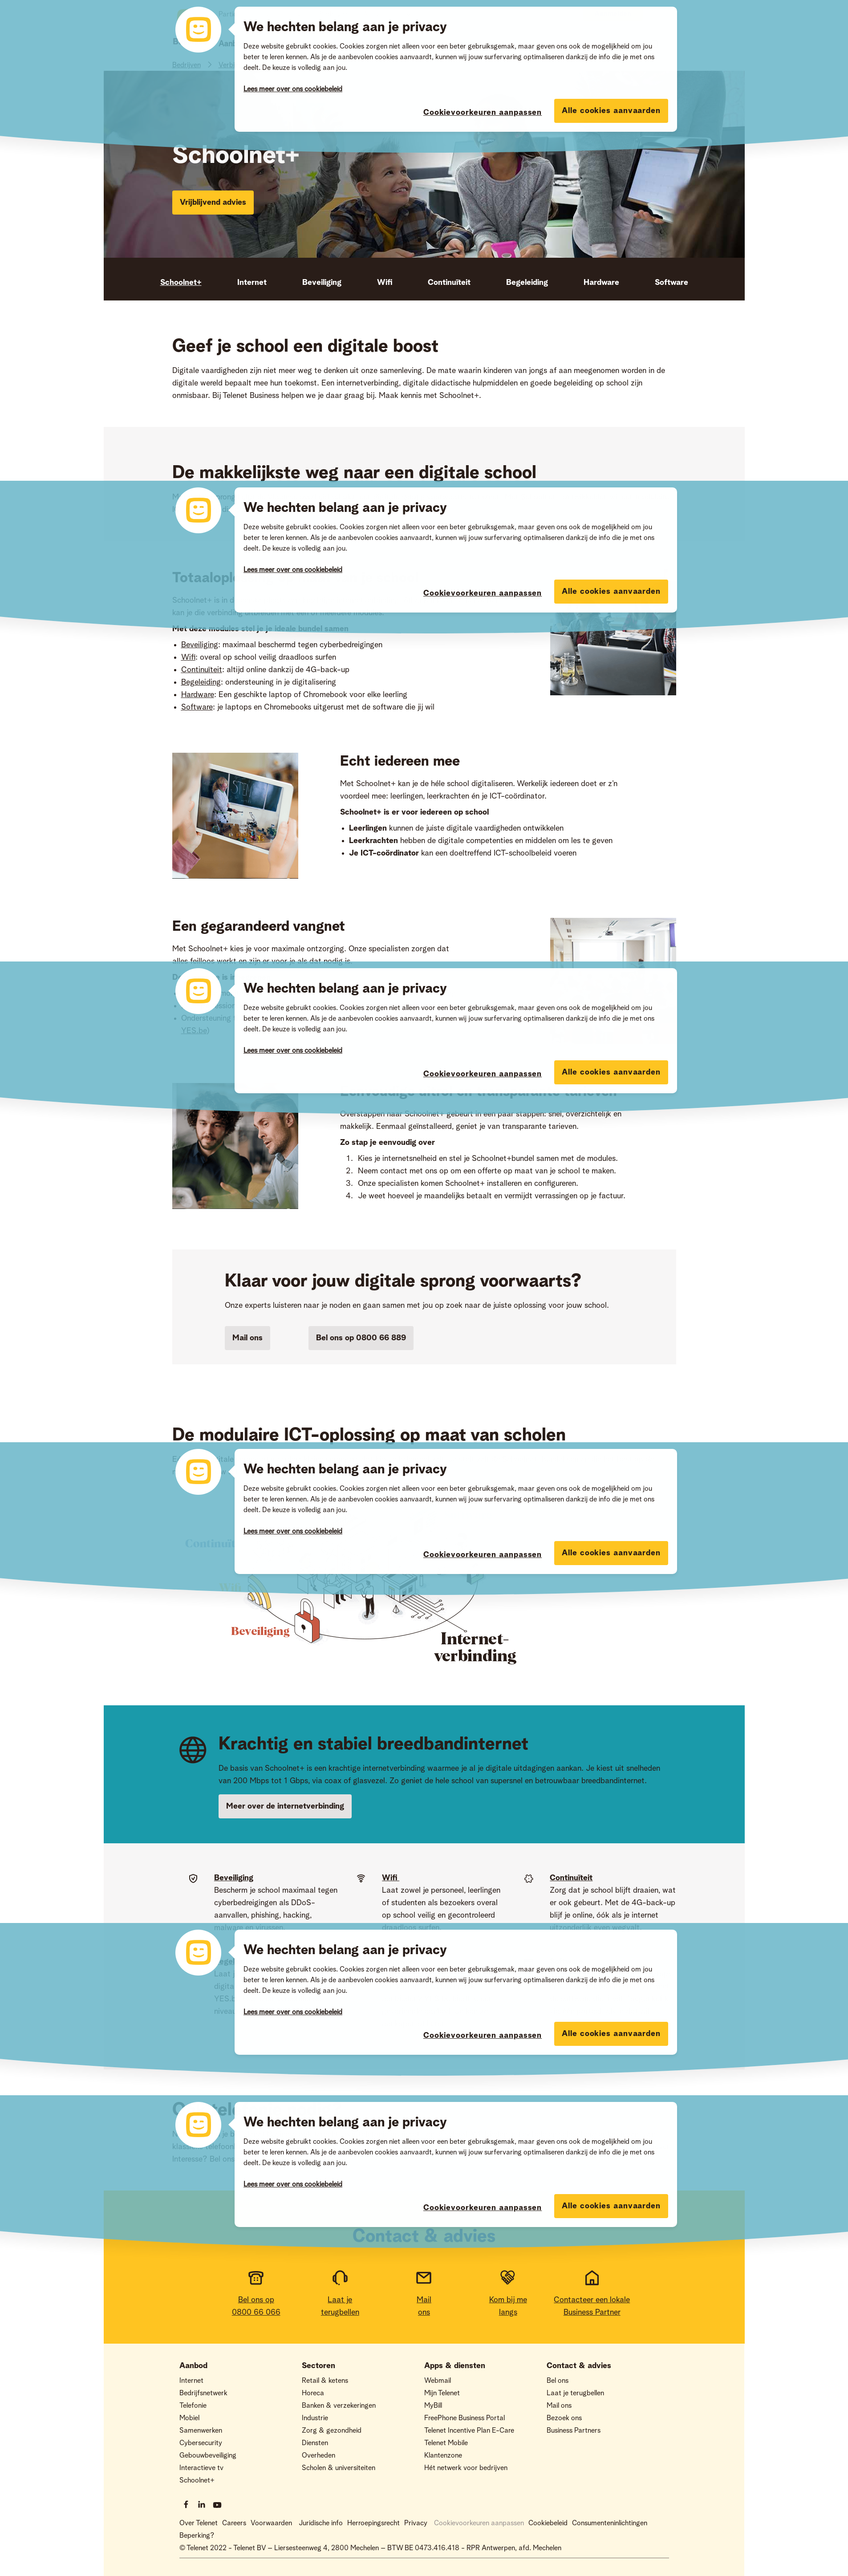 We hechten belang aan je privacy
Deze website gebruikt cookies. Cookies zorgen niet alleen voor een beter gebruiksgemak, maar geven ons ook de mogelijkheid om jou
beter te leren kennen. Als je de aanbevolen cookies aanvaardt, kunnen wij jouw surfervaring optimaliseren dankzij de info die je met ons
deelt. De keuze is volledig aan jou.
Bedrijven
Lees meer over ons cookiebeleid
Cookievoorkeuren aanpassen
Alle cookies aanvaarden
Schoolnet+
Vrijblijvend advies
Schoolnet+ Internet Beveiliging Wifi Continuïteit Begeleiding Hardware Software
Geef je school een digitale boost
Digitale vaardigheden zijn niet meer weg te denken uit onze samenleving. De mate waarin kinderen van jongs af aan meegenomen worden in de
digitale wereld bepaalt mee hun toekomst. Een internetverbinding, digitale didactische hulpmiddelen en goede begeleiding op school zijn
onmisbaar. Bij Telenet Business helpen we je daar graag bij. Maak kennis met Schoolnet+.
De makkelijkste weg naar een digitale school
We hechten belang aan je privacy
Deze website gebruikt cookies. Cookies zorgen niet alleen voor een beter gebruiksgemak, maar geven ons ook de mogelijkheid om jou
beter te leren kennen. Als je de aanbevolen cookies aanvaardt, kunnen wij jouw surfervaring optimaliseren dankzij de info die je met ons
deelt. De keuze is volledig aan jou.
Lees meer over ons cookiebeleid
Cookievoorkeuren aanpassen
Alle cookies aanvaarden
Schoolnet+ is in d
Met deze modules stel je je ideale bundel samen
Beveiliging: maximaal beschermd tegen cyberbedreigingen
Wifi: overal op school veilig draadloos surfen
Continuïteit: altijd online dankzij de 4G-back-up
Begeleiding: ondersteuning in je digitalisering
Hardware: Een geschikte laptop of Chromebook voor elke leerling
Software: je laptops en Chromebooks uitgerust met de software die jij wil
Echt iedereen mee
Met Schoolnet+ kan je de héle school digitaliseren. Werkelijk iedereen doet er z'n
voordeel mee: leerlingen, leerkrachten én je ICT-coördinator.
Schoolnet+ is er voor iedereen op school
Leerlingen kunnen de juiste digitale vaardigheden ontwikkelen
Leerkrachten hebben de digitale competenties en middelen om les te geven
Je ICT-coördinator kan een doeltreffend ICT-schoolbeleid voeren
Een gegarandeerd vangnet
Met Schoolnet+ kies je voor maximale ontzorging. Onze specialisten zorgen dat
alles feilloos werkt en zijn er voor je als dat nodig is.
We hechten belang aan je privacy
Deze website gebruikt cookies. Cookies zorgen niet alleen voor een beter gebruiksgemak, maar geven ons ook de mogelijkheid om jou
beter te leren kennen. Als je de aanbevolen cookies aanvaardt, kunnen wij jouw surfervaring optimaliseren dankzij de info die je met ons
deelt. De keuze is volledig aan jou.
Ondersteuning
YES.be)
Lees meer over ons cookiebeleid
Cookievoorkeuren aanpassen
Alle cookies aanvaarden
Eenvoudige uitrol en transparante tarieven
Overstappen naar Schoolnet+ gebeurt in een paar stappen: snel, overzichtelijk en
makkelijk. Eenmaal geïnstalleerd, geniet je van transparante tarieven.
Zo stap je eenvoudig over
1. Kies je internetsnelheid en stel je Schoolnet+bundel samen met de modules.
2. Neem contact met ons op om een offerte op maat van je school te maken.
3. Onze specialisten komen Schoolnet+ installeren en configureren.
4. Je weet hoeveel je maandelijks betaalt en vermijdt verrassingen op je factuur.
Klaar voor jouw digitale sprong voorwaarts?
Onze experts luisteren naar je noden en gaan samen met jou op zoek naar de juiste oplossing voor jouw school.
Mail ons
Bel ons op 0800 66 889
De modulaire ICT-oplossing op maat van scholen
We hechten belang aan je privacy
Deze website gebruikt cookies. Cookies zorgen niet alleen voor een beter gebruiksgemak, maar geven ons ook de mogelijkheid om jou
beter te leren kennen. Als je de aanbevolen cookies aanvaardt, kunnen wij jouw surfervaring optimaliseren dankzij de info die je met ons
deelt. De keuze is volledig aan jou.
Lees meer over ons cookiebeleid
Cookievoorkeuren aanpassen
Alle cookies aanvaarden
Beveiliging
Internet-
verbinding
Krachtig en stabiel breedbandinternet
De basis van Schoolnet+ is een krachtige internetverbinding waarmee je al je digitale uitdagingen aankan. Je kiest uit snelheden
van 200 Mbps tot 1 Gbps, via coax of glasvezel. Zo geniet de hele school van supersnel en betrouwbaar breedbandinternet.
Meer over de internetverbinding
Beveiliging
Bescherm je school maximaal tegen
cyberbedreigingen als DDoS-
aanvallen, phishing, hacking,
malware en virussen.
Wifi
Laat zowel je personeel, leerlingen
of studenten als bezoekers overal
op school veilig en gecontroleerd
draadloos surfen.
Continuïteit
Zorg dat je school blijft draaien, wat
er ook gebeurt. Met de 4G-back-up
blijf je online, óók als je internet
uitzonderlijk even wegvalt.
We hechten belang aan je privacy
Deze website gebruikt cookies. Cookies zorgen niet alleen voor een beter gebruiksgemak, maar geven ons ook de mogelijkheid om jou
beter te leren kennen. Als je de aanbevolen cookies aanvaardt, kunnen wij jouw surfervaring optimaliseren dankzij de info die je met ons
deelt. De keuze is volledig aan jou.
Lees meer over ons cookiebeleid
Cookievoorkeuren aanpassen
Alle cookies aanvaarden
We hechten belang aan je privacy
Deze website gebruikt cookies. Cookies zorgen niet alleen voor een beter gebruiksgemak, maar geven ons ook de mogelijkheid om jou
beter te leren kennen. Als je de aanbevolen cookies aanvaardt, kunnen wij jouw surfervaring optimaliseren dankzij de info die je met ons
deelt. De keuze is volledig aan jou.
interesse? Bel ons
Lees meer over ons cookiebeleid
Cookievoorkeuren aanpassen
Alle cookies aanvaarden
Contact & advies
Bel ons op
0800 66 066
Laat je
terugbellen
Mail
ons
Kom bij me
langs
Contacteer een lokale
Business Partner
Aanbod
Internet
Bedrijfsnetwerk
Telefonie
Mobiel
Samenwerken
Cybersecurity
Gebouwbeveiliging
Interactieve tv
Schoolnet+
Sectoren
Retail & ketens
Horeca
Banken & verzekeringen
Industrie
Zorg & gezondheid
Diensten
Overheden
Scholen & universiteiten
Apps & diensten
Webmail
Mijn Telenet
MyBill
FreePhone Business Portal
Telenet Incentive Plan E-Care
Telenet Mobile
Klantenzone
Hét netwerk voor bedrijven
Contact & advies
Bel ons
Laat je terugbellen
Mail ons
Bezoek ons
Business Partners
Over Telenet Careers Voorwaarden Juridische info Herroepingsrecht Privacy Cookievoorkeuren aanpassen Cookiebeleid Consumenteninlichtingen
Beperking?
© Telenet 2022 - Telenet BV – Liersesteenweg 4, 2800 Mechelen – BTW BE 0473.416.418 - RPR Antwerpen, afd. Mechelen